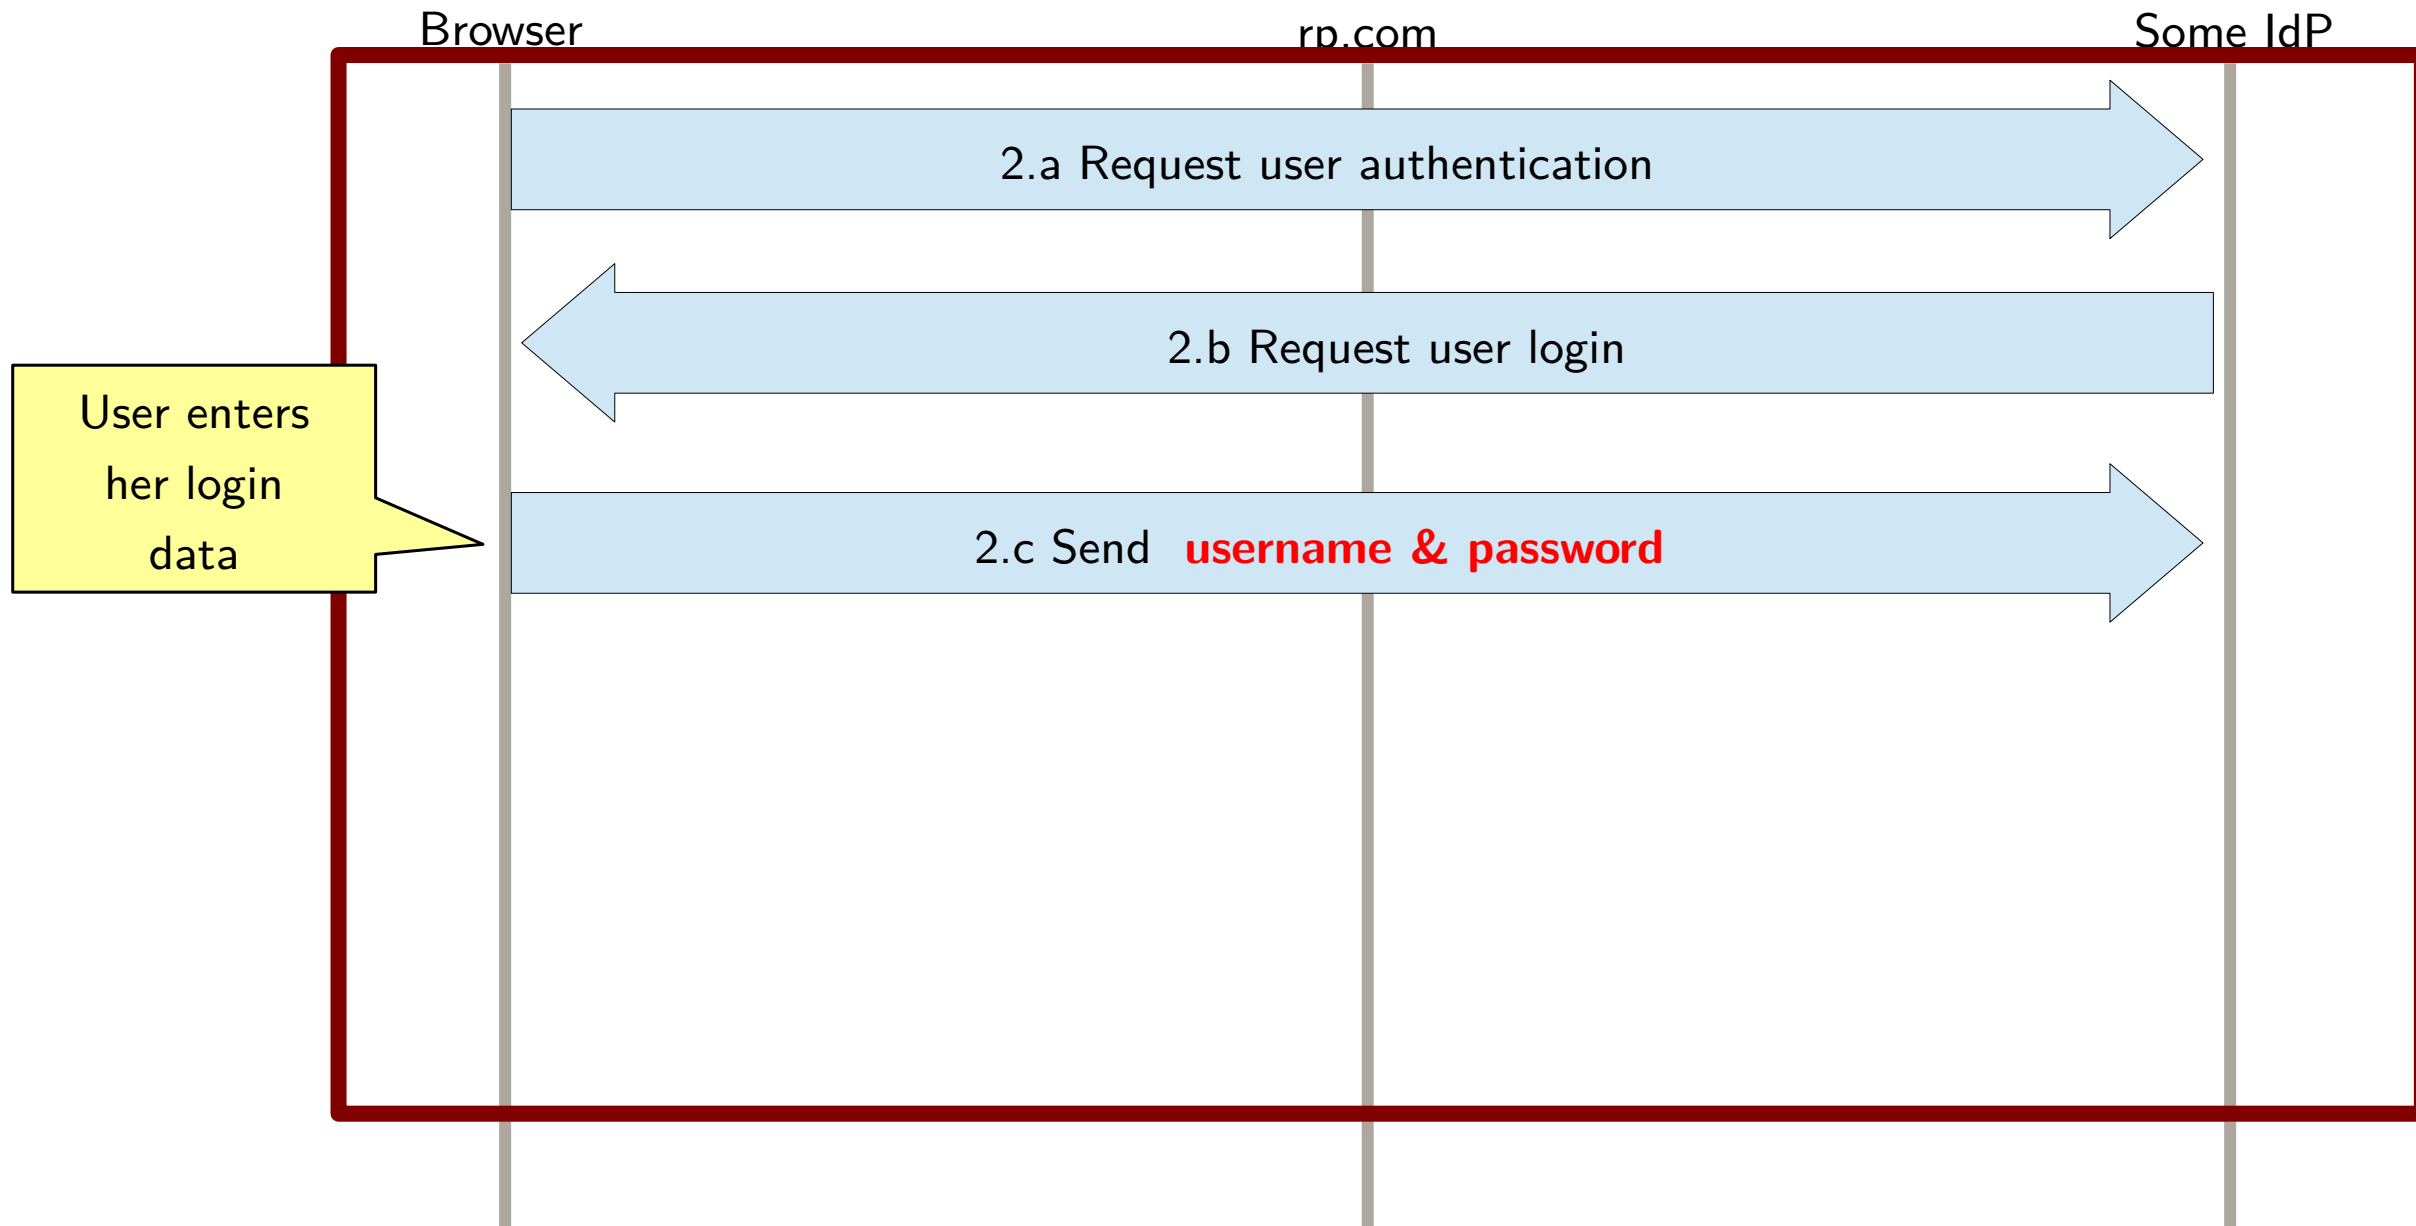 Browser rp.com Some IdP
2.a Request user authentication
2.b Request user login
User enters
her login
data
2.c Send username & password